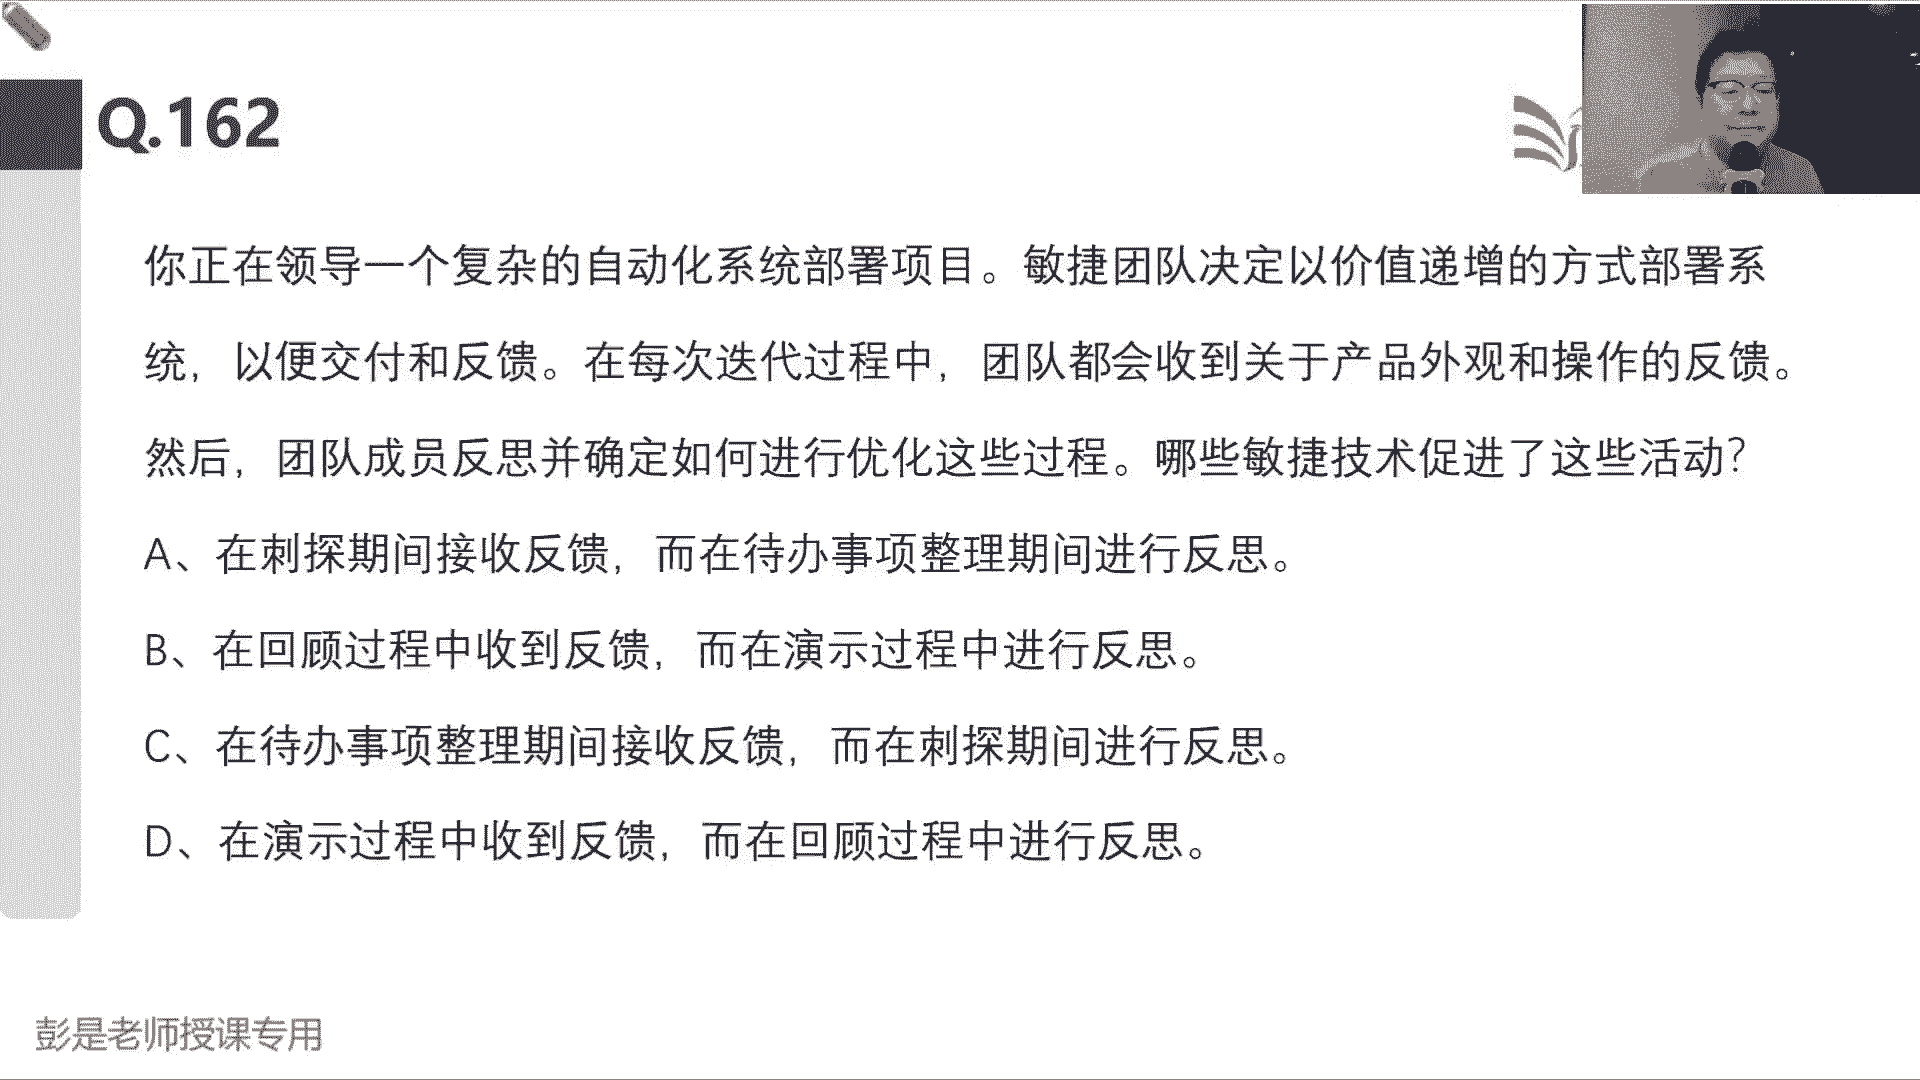 Q.162
你正在领导一个复杂的自动化系统部署项目。敏捷团队决定以价值递增的方式部署系
统，以便交付和反馈。在每次迭代过程中，团队都会收到关于产品外观和操作的反馈。
然后，团队成员反思并确定如何进行优化这些过程。哪些敏捷技术促进了这些活动？
A、在刺探期间接收反馈，而在待办事项整理期间进行反思。
B、在回顾过程中收到反馈，而在演示过程中进行反思。
C、在待办事项整理期间接收反馈，而在刺探期间进行反思。
D、在演示过程中收到反馈，而在回顾过程中进行反思。
彭是老师授课专用